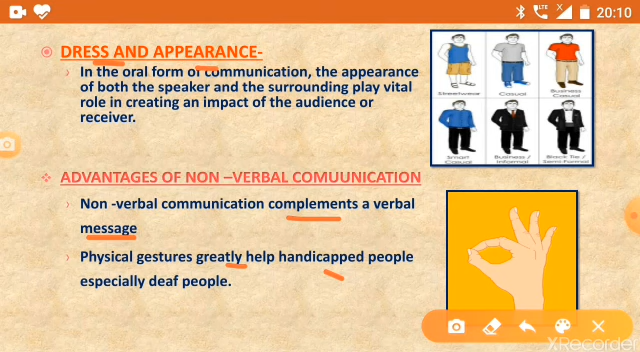 LTE
20:10
DRESS AND APPEARANCE-
In the oral form of communication, the appearance
of both the speaker and the surrounding play vital
role in creating an impact of the audience or
receiver.
Streetwear
Casual
Business
Casual
Smart
Casual
Business /
Informal
Black Tie /
Semi-Formal
ADVANTAGES OF NON –VERBAL COMUUNICATION
Non -verbal communication complements a verbal
message
Physical gestures greatly help handicapped people
especially deaf people.
XRecorder